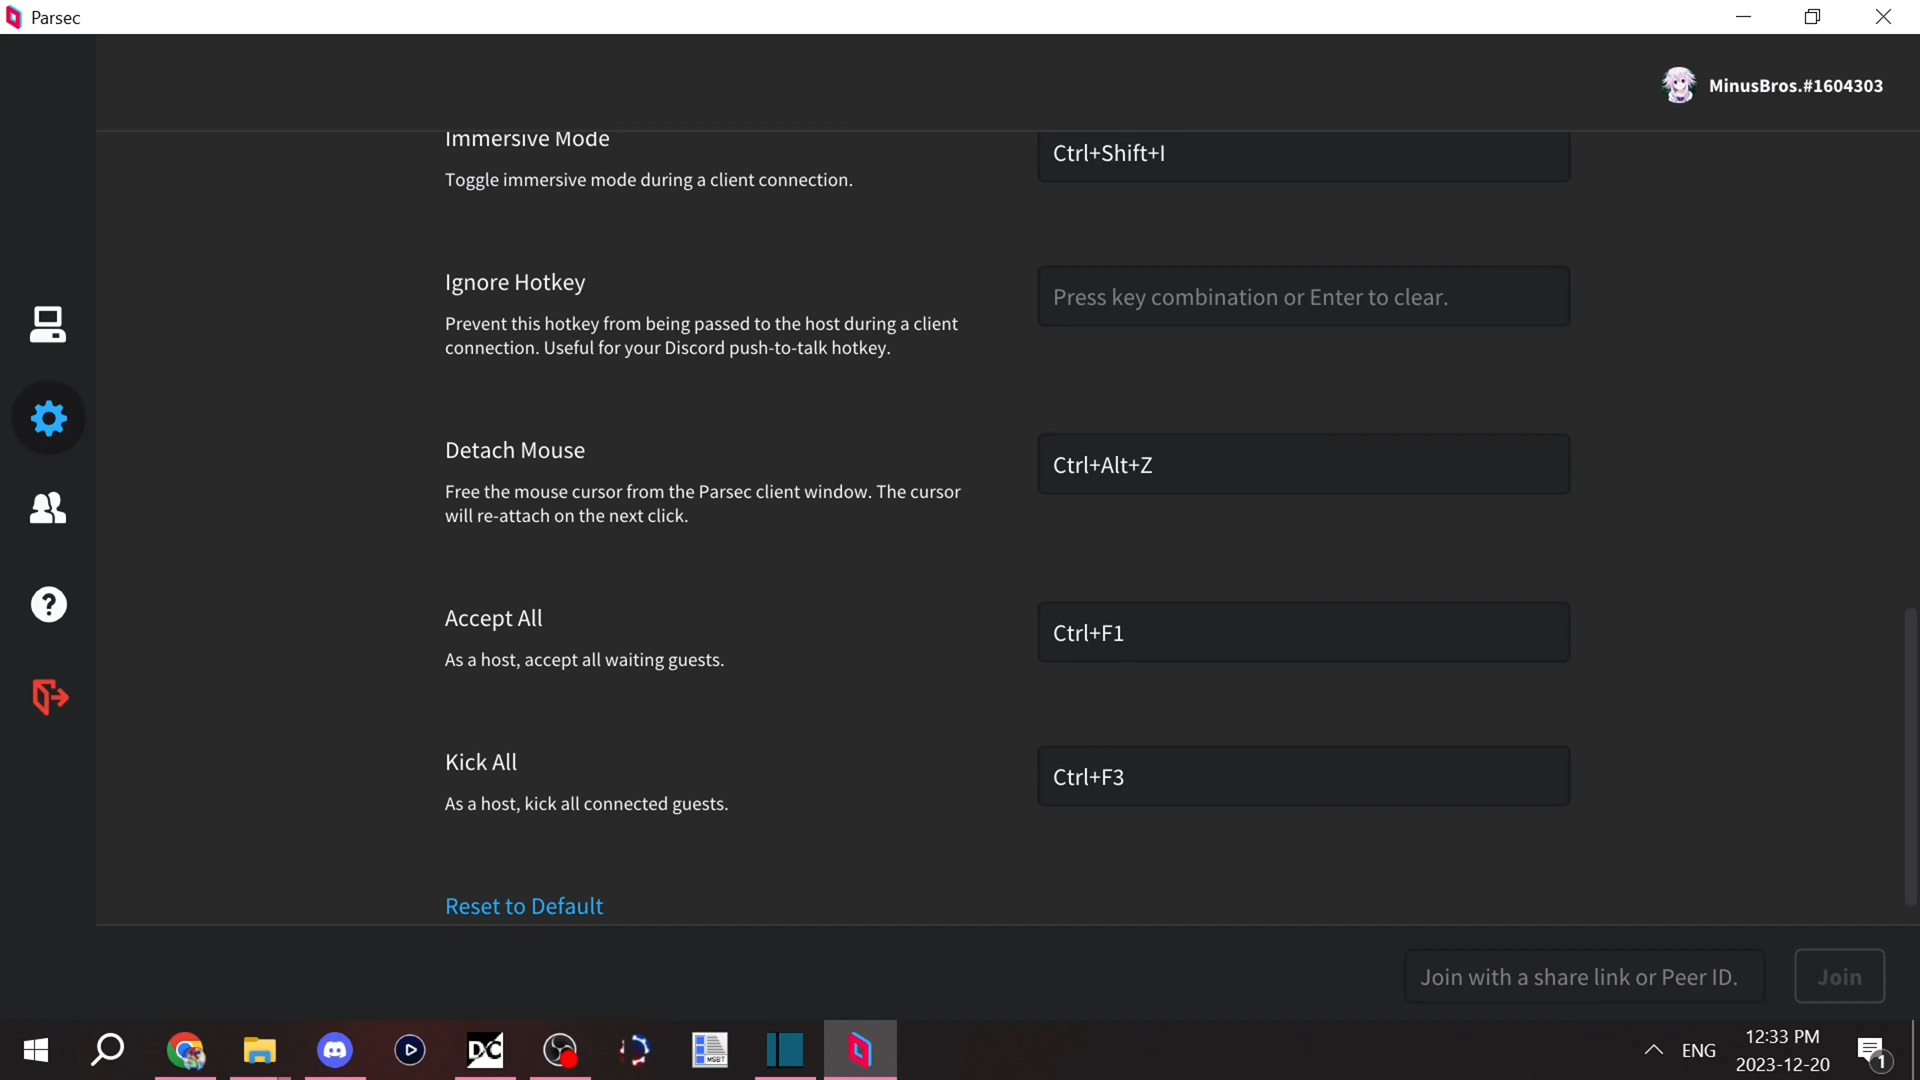 Parsec
MinusBros.#1604303
Immersive Mode
Ctrl+Shift+I
Toggle immersive mode during a client connection.
Ignore Hotkey
Press key combination or Enter to clear.
Prevent this hotkey from being passed to the host during a client
connection. Useful for your Discord push-to-talk hotkey.
Detach Mouse
Ctrl+Alt+Z
Free the mouse cursor from the Parsec client window. The cursor
will re-attach on the next click.
Accept All
Ctrl+F1
As a host, accept all waiting guests.
Kick All
Ctrl+F3
As a host, kick all connected guests.
Reset to Default
Join with a share link or Peer ID.
Join
DC
MSBT
ENG
12:33 PM
2023-12-20
1